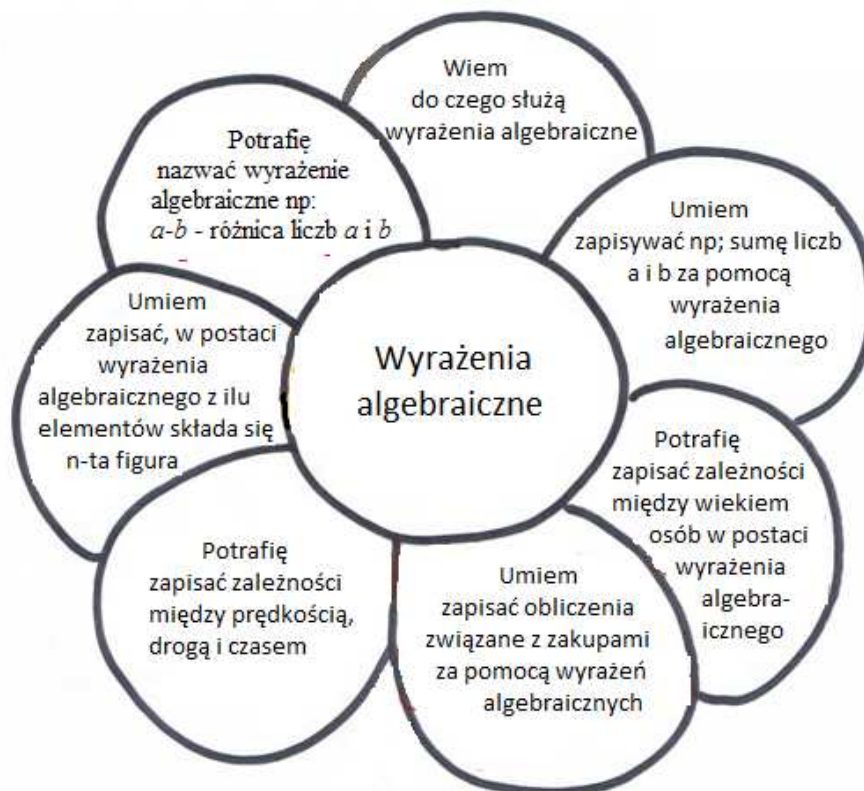 Wiem
do czego służą
wyrażenia algebraiczne
Potrafię
nazwać wyrażenie
algebraiczne np:
a-b - różnica liczb a i b
Umiem
zapisywać np; sumę liczb
a i b za pomocą
wyrażenia
algebraicznego
Umiem
zapisać, w postaci
wyrażenia
algebraicznego z ilu
elementów składa się
n-ta figura
Wyrażenia
algebraiczne
Potrafię
zapisać zależności
między wiekiem
osób w postaci
wyrażenia
algebra-
icznego
Potrafię
zapisać zależności
między prędkością,
drogą i czasem
Umiem
zapisać obliczenia
związane z zakupami
za pomocą wyrażeń
algebraicznych